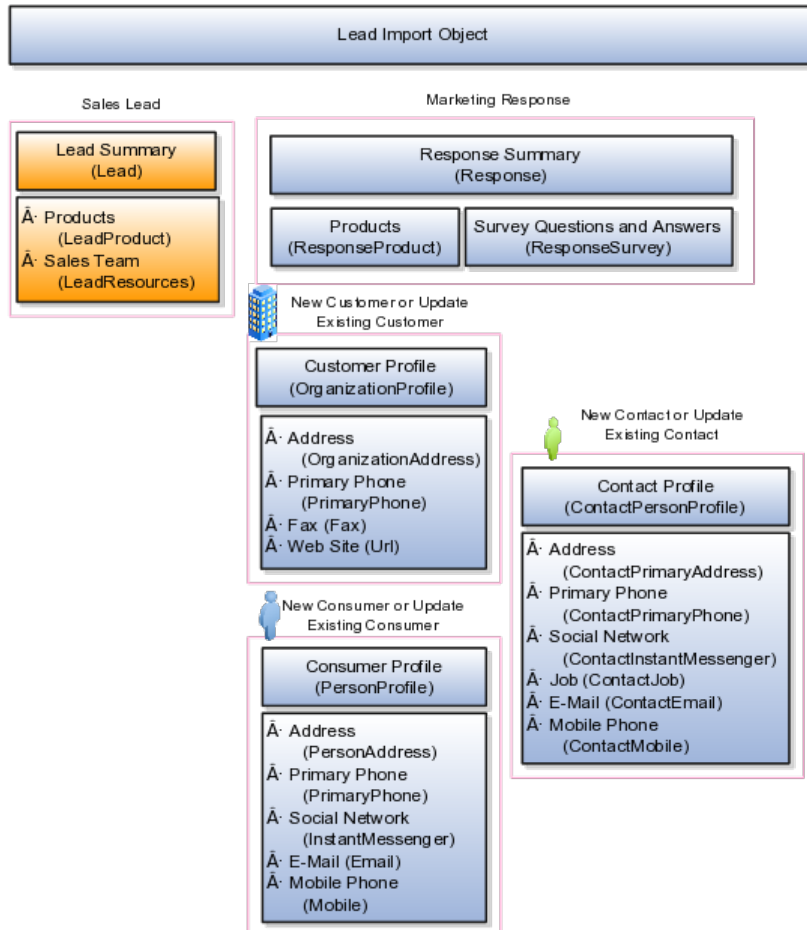 Lead Import Object
Sales Lead
Lead Summary
(Lead)
Â· Products
(LeadProduct)
Â· Sales Team
(LeadResources)
Marketing Response
Response Summary
(Response)
Products
(ResponseProduct)
Survey Questions and Answers
(ResponseSurvey)
New Customer or Update
Existing Customer
Customer Profile
(OrganizationProfile)
Â· Address
(OrganizationAddress)
Â· Primary Phone
(PrimaryPhone)
Â· Fax (Fax)
Â· Web Site (Url)
New Contact or Update
Existing Contact
Contact Profile
(ContactPersonProfile)
Â· Address
(ContactPrimaryAddress)
Â· Primary Phone
(ContactPrimaryPhone)
Â· Social Network
(ContactInstantMessenger)
Â· Job (ContactJob)
Â· E-Mail (ContactEmail)
Â· Mobile Phone
(ContactMobile)
New Consumer or Update
Existing Consumer
Consumer Profile
(PersonProfile)
Â· Address
(PersonAddress)
Â· Primary Phone
(PrimaryPhone)
Â· Social Network
(InstantMessenger)
Â· E-Mail (Email)
Â· Mobile Phone
(Mobile)